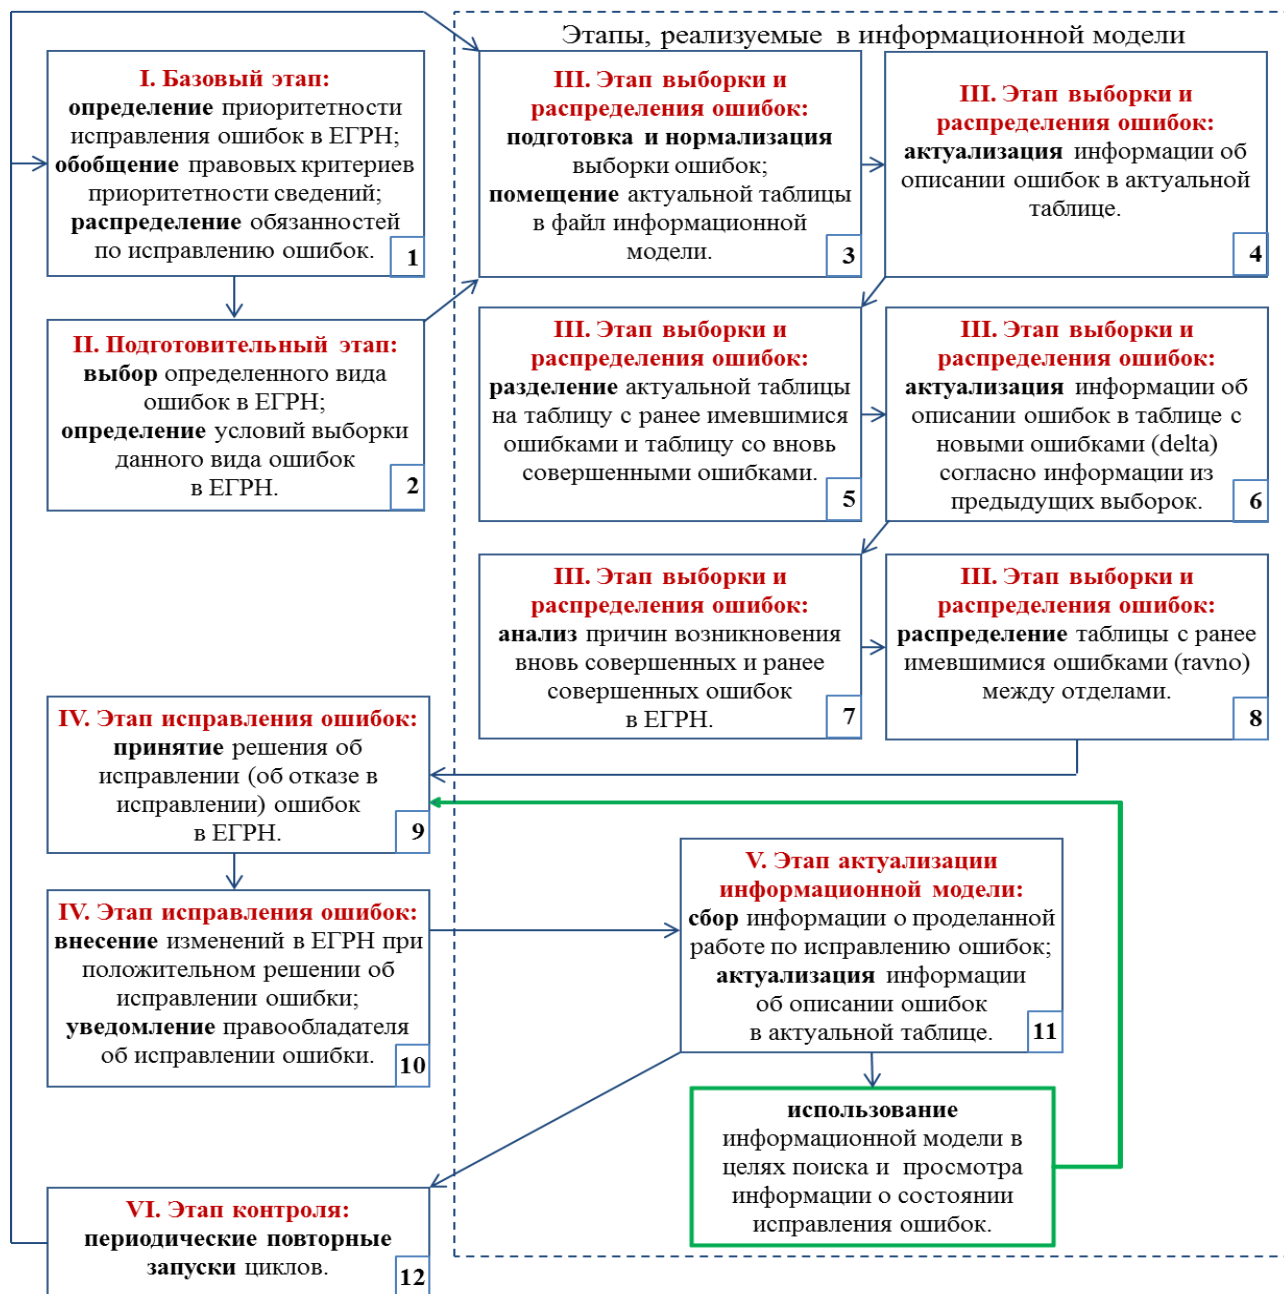 Этапы, реализуемые в информационной модели
I. Базовый этап:
определение приоритетности
исправления ошибок в ЕГРН;
обобщение правовых критериев
приоритетности сведений;
распределение обязанностей
по исправлению ошибок.
1
II. Подготовительный этап:
выбор определенного вида
ошибок в ЕГРН;
определение условий выборки
данного вида ошибок
в ЕГРН.
2
III. Этап выборки и
распределения ошибок:
подготовка и нормализация
выборки ошибок;
помещение актуальной таблицы
в файл информационной
модели.
3
III. Этап выборки и
распределения ошибок:
актуализация информации об
описании ошибок в актуальной
таблице.
4
III. Этап выборки и
распределения ошибок:
разделение актуальной таблицы
на таблицу с ранее имевшимися
ошибками и таблицу со вновь
совершенными ошибками.
5
III. Этап выборки и
распределения ошибок:
актуализация информации об
описании ошибок в таблице с
новыми ошибками (delta)
согласно информации из
предыдущих выборок.
6
III. Этап выборки и
распределения ошибок:
анализ причин возникновения
вновь совершенных и ранее
совершенных ошибок
в ЕГРН.
7
III. Этап выборки и
распределения ошибок:
распределение таблицы с ранее
имевшимися ошибками (ravno)
между отделами.
8
IV. Этап исправления ошибок:
принятие решения об
исправлении (об отказе в
исправлении) ошибок
в ЕГРН.
9
IV. Этап исправления ошибок:
внесение изменений в ЕГРН при
положительном решении об
исправлении ошибки;
уведомление правообладателя
об исправлении ошибки.
10
V. Этап актуализации
информационной модели:
сбор информации о проделанной
работе по исправлению ошибок;
актуализация информации
об описании ошибок
в актуальной таблице.
11
использование
информационной модели в
целях поиска и просмотра
информации о состоянии
исправления ошибок.
VI. Этап контроля:
периодические повторные
запуски циклов.
12